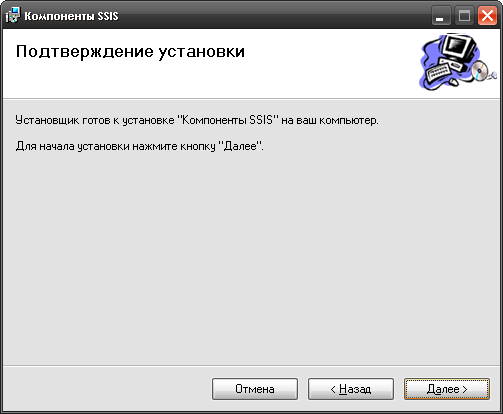 Компоненты SSIS
Подтверждение установки
Установщик готов к установке "Компоненты SSIS" на ваш компьютер.
Для начала установки нажмите кнопку "Далее".
Отмена
< Назад
Далее >